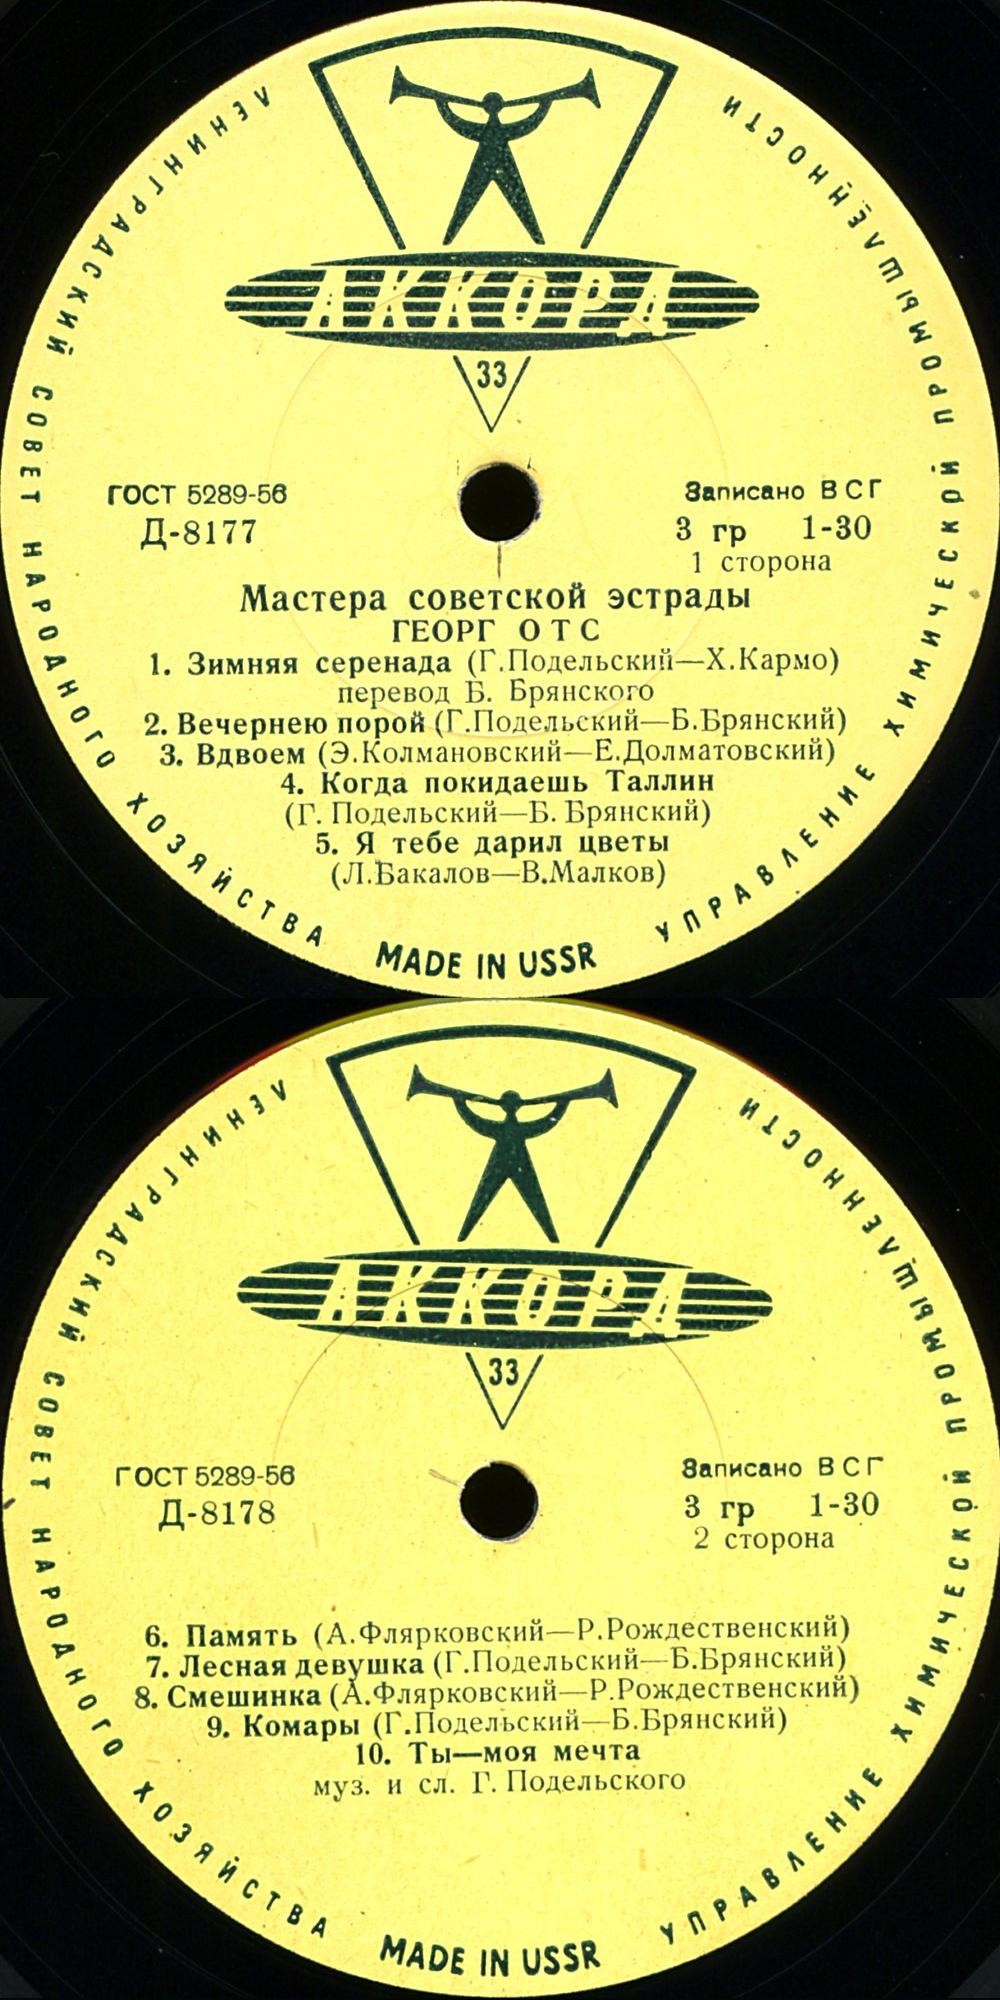 ЛЕНИНГРАДСКИЙ СОВЕТ НАРОДНОГО ХОЗЯЙСТВА
УПРАВЛЕНИЕ ХИМИЧЕСКОЙ ПРОМЫШЛЕННОСТИ
АККОРД
33
ГОСТ 5289-56
Д-8177
Записано ВСГ
3 гр 1-30
1 сторона
Мастера советской эстрады
ГЕОРГ ОТС
1. Зимняя серенада (Г.Подельский—Х.Кармо)
перевод Б. Брянского
2. Вечернею порой (Г.Подельский—Б.Брянский)
3. Вдвоем (Э.Колмановский—Е.Долматовский)
4. Когда покидаешь Таллин
(Г. Подельский—Б. Брянский)
5. Я тебе дарил цветы
(Л.Бакалов—В.Малков)
MADE IN USSR
ЛЕНИНГРАДСКИЙ СОВЕТ НАРОДНОГО ХОЗЯЙСТВА
УПРАВЛЕНИЕ ХИМИЧЕСКОЙ ПРОМЫШЛЕННОСТИ
АККОРД
33
ГОСТ 5289-56
Д-8178
Записано ВСГ
3 гр 1-30
2 сторона
6. Память (А.Флярковский—Р.Рождественский)
7. Лесная девушка (Г.Подельский—Б.Брянский)
8. Смешинка (А.Флярковский—Р.Рождественский)
9. Комары (Г.Подельский—Б.Брянский)
10. Ты—моя мечта
муз. и сл. Г. Подельского
MADE IN USSR